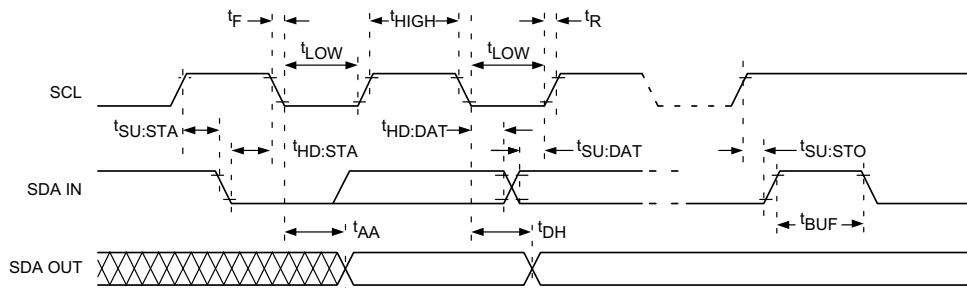 tF
tHIGH
tR
tLOW
tLOW
SCL
tSU:STA
tHD:STA
tHD:DAT
tSU:DAT
tSU:STO
SDA IN
tAA
tDH
tBUF
SDA OUT